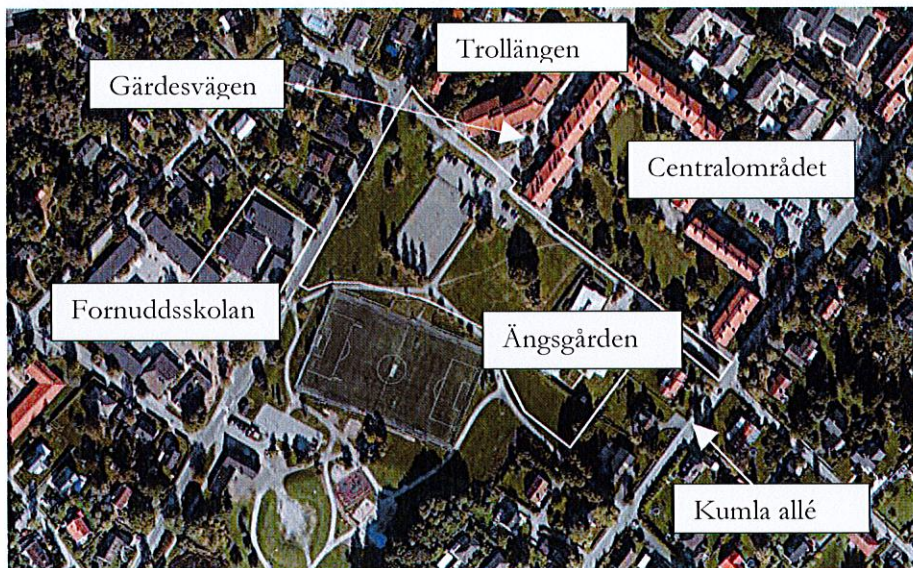 Trollängen
Gärdesvägen
Centralområdet
Fornuddsskolan
Ängsgården
Kumla allé